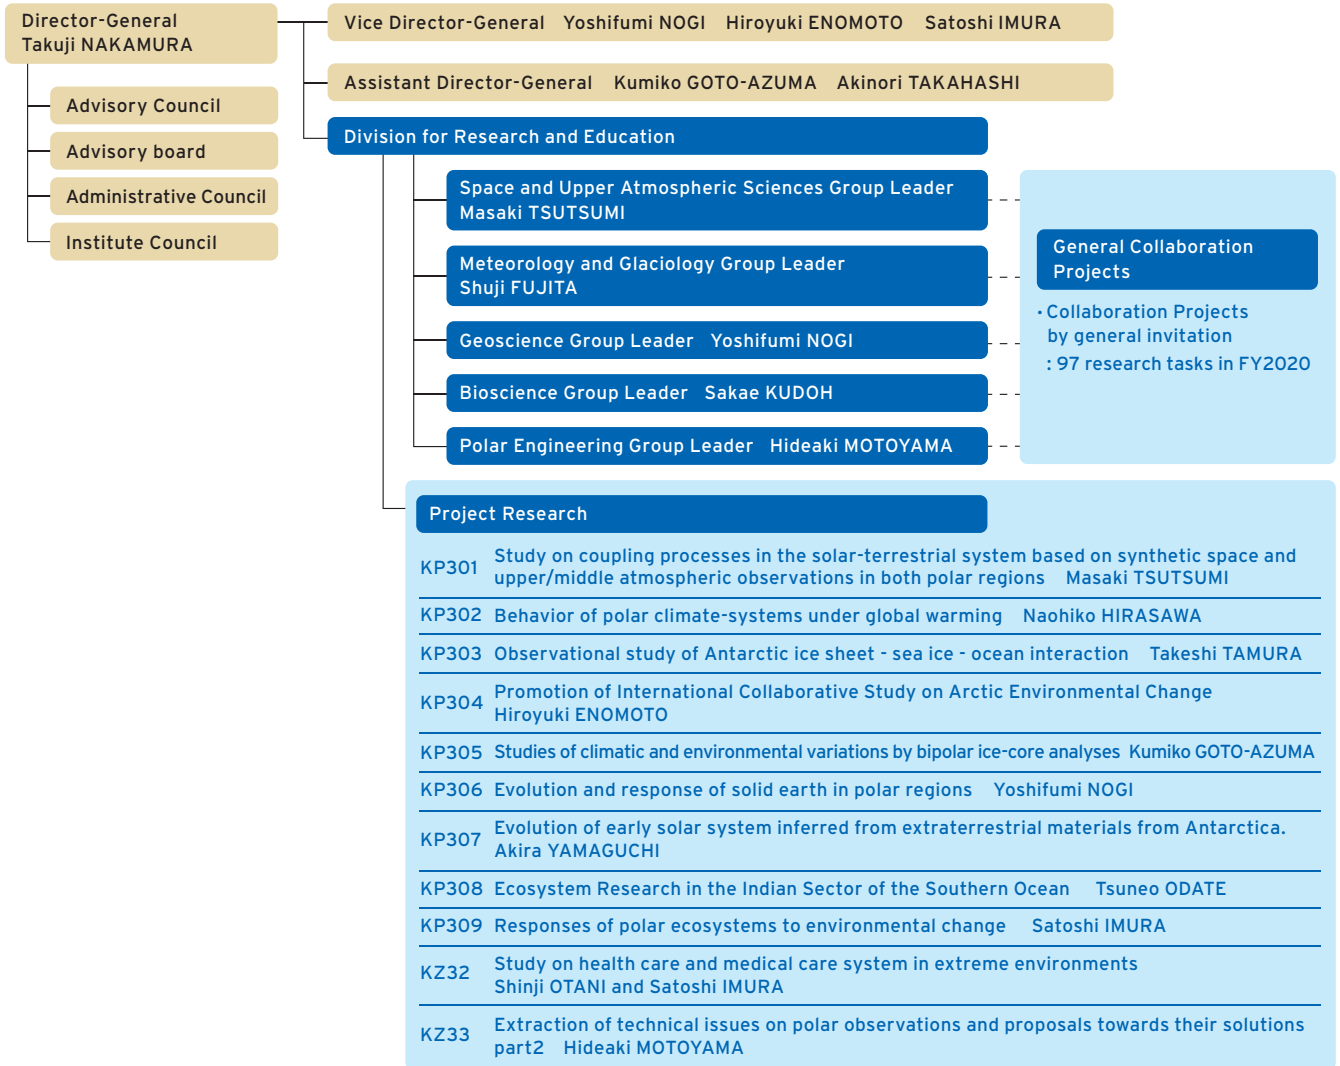 Director-General
Takuji NAKAMURA
Vice Director-General Yoshifumi NOGI Hiroyuki ENOMOTO Satoshi IMURA
Assistant Director-General Kumiko GOTO-AZUMA Akinori TAKAHASHI
Advisory Council
Advisory board
Administrative Council
Institute Council
Division for Research and Education
Space and Upper Atmospheric Sciences Group Leader
Masaki TSUTSUMI
Meteorology and Glaciology Group Leader
Shuji FUJITA
Geoscience Group Leader Yoshifumi NOGI
Bioscience Group Leader Sakae KUDOH
Polar Engineering Group Leader Hideaki MOTOYAMA
General Collaboration
Projects
· Collaboration Projects
by general invitation
: 97 research tasks in FY2020
Project Research
KP301 Study on coupling processes in the solar-terrestrial system based on synthetic space and
upper/middle atmospheric observations in both polar regions Masaki TSUTSUMI
KP302 Behavior of polar climate-systems under global warming Naohiko HIRASAWA
KP303 Observational study of Antarctic ice sheet - sea ice - ocean interaction Takeshi TAMURA
KP304 Promotion of International Collaborative Study on Arctic Environmental Change
Hiroyuki ENOMOTO
KP305 Studies of climatic and environmental variations by bipolar ice-core analyses Kumiko GOTO-AZUMA
KP306 Evolution and response of solid earth in polar regions Yoshifumi NOGI
KP307 Evolution of early solar system inferred from extraterrestrial materials from Antarctica.
Akira YAMAGUCHI
KP308 Ecosystem Research in the Indian Sector of the Southern Ocean Tsuneo ODATE
KP309 Responses of polar ecosystems to environmental change Satoshi IMURA
KZ32 Study on health care and medical care system in extreme environments
Shinji OTANI and Satoshi IMURA
KZ33 Extraction of technical issues on polar observations and proposals towards their solutions
part2 Hideaki MOTOYAMA